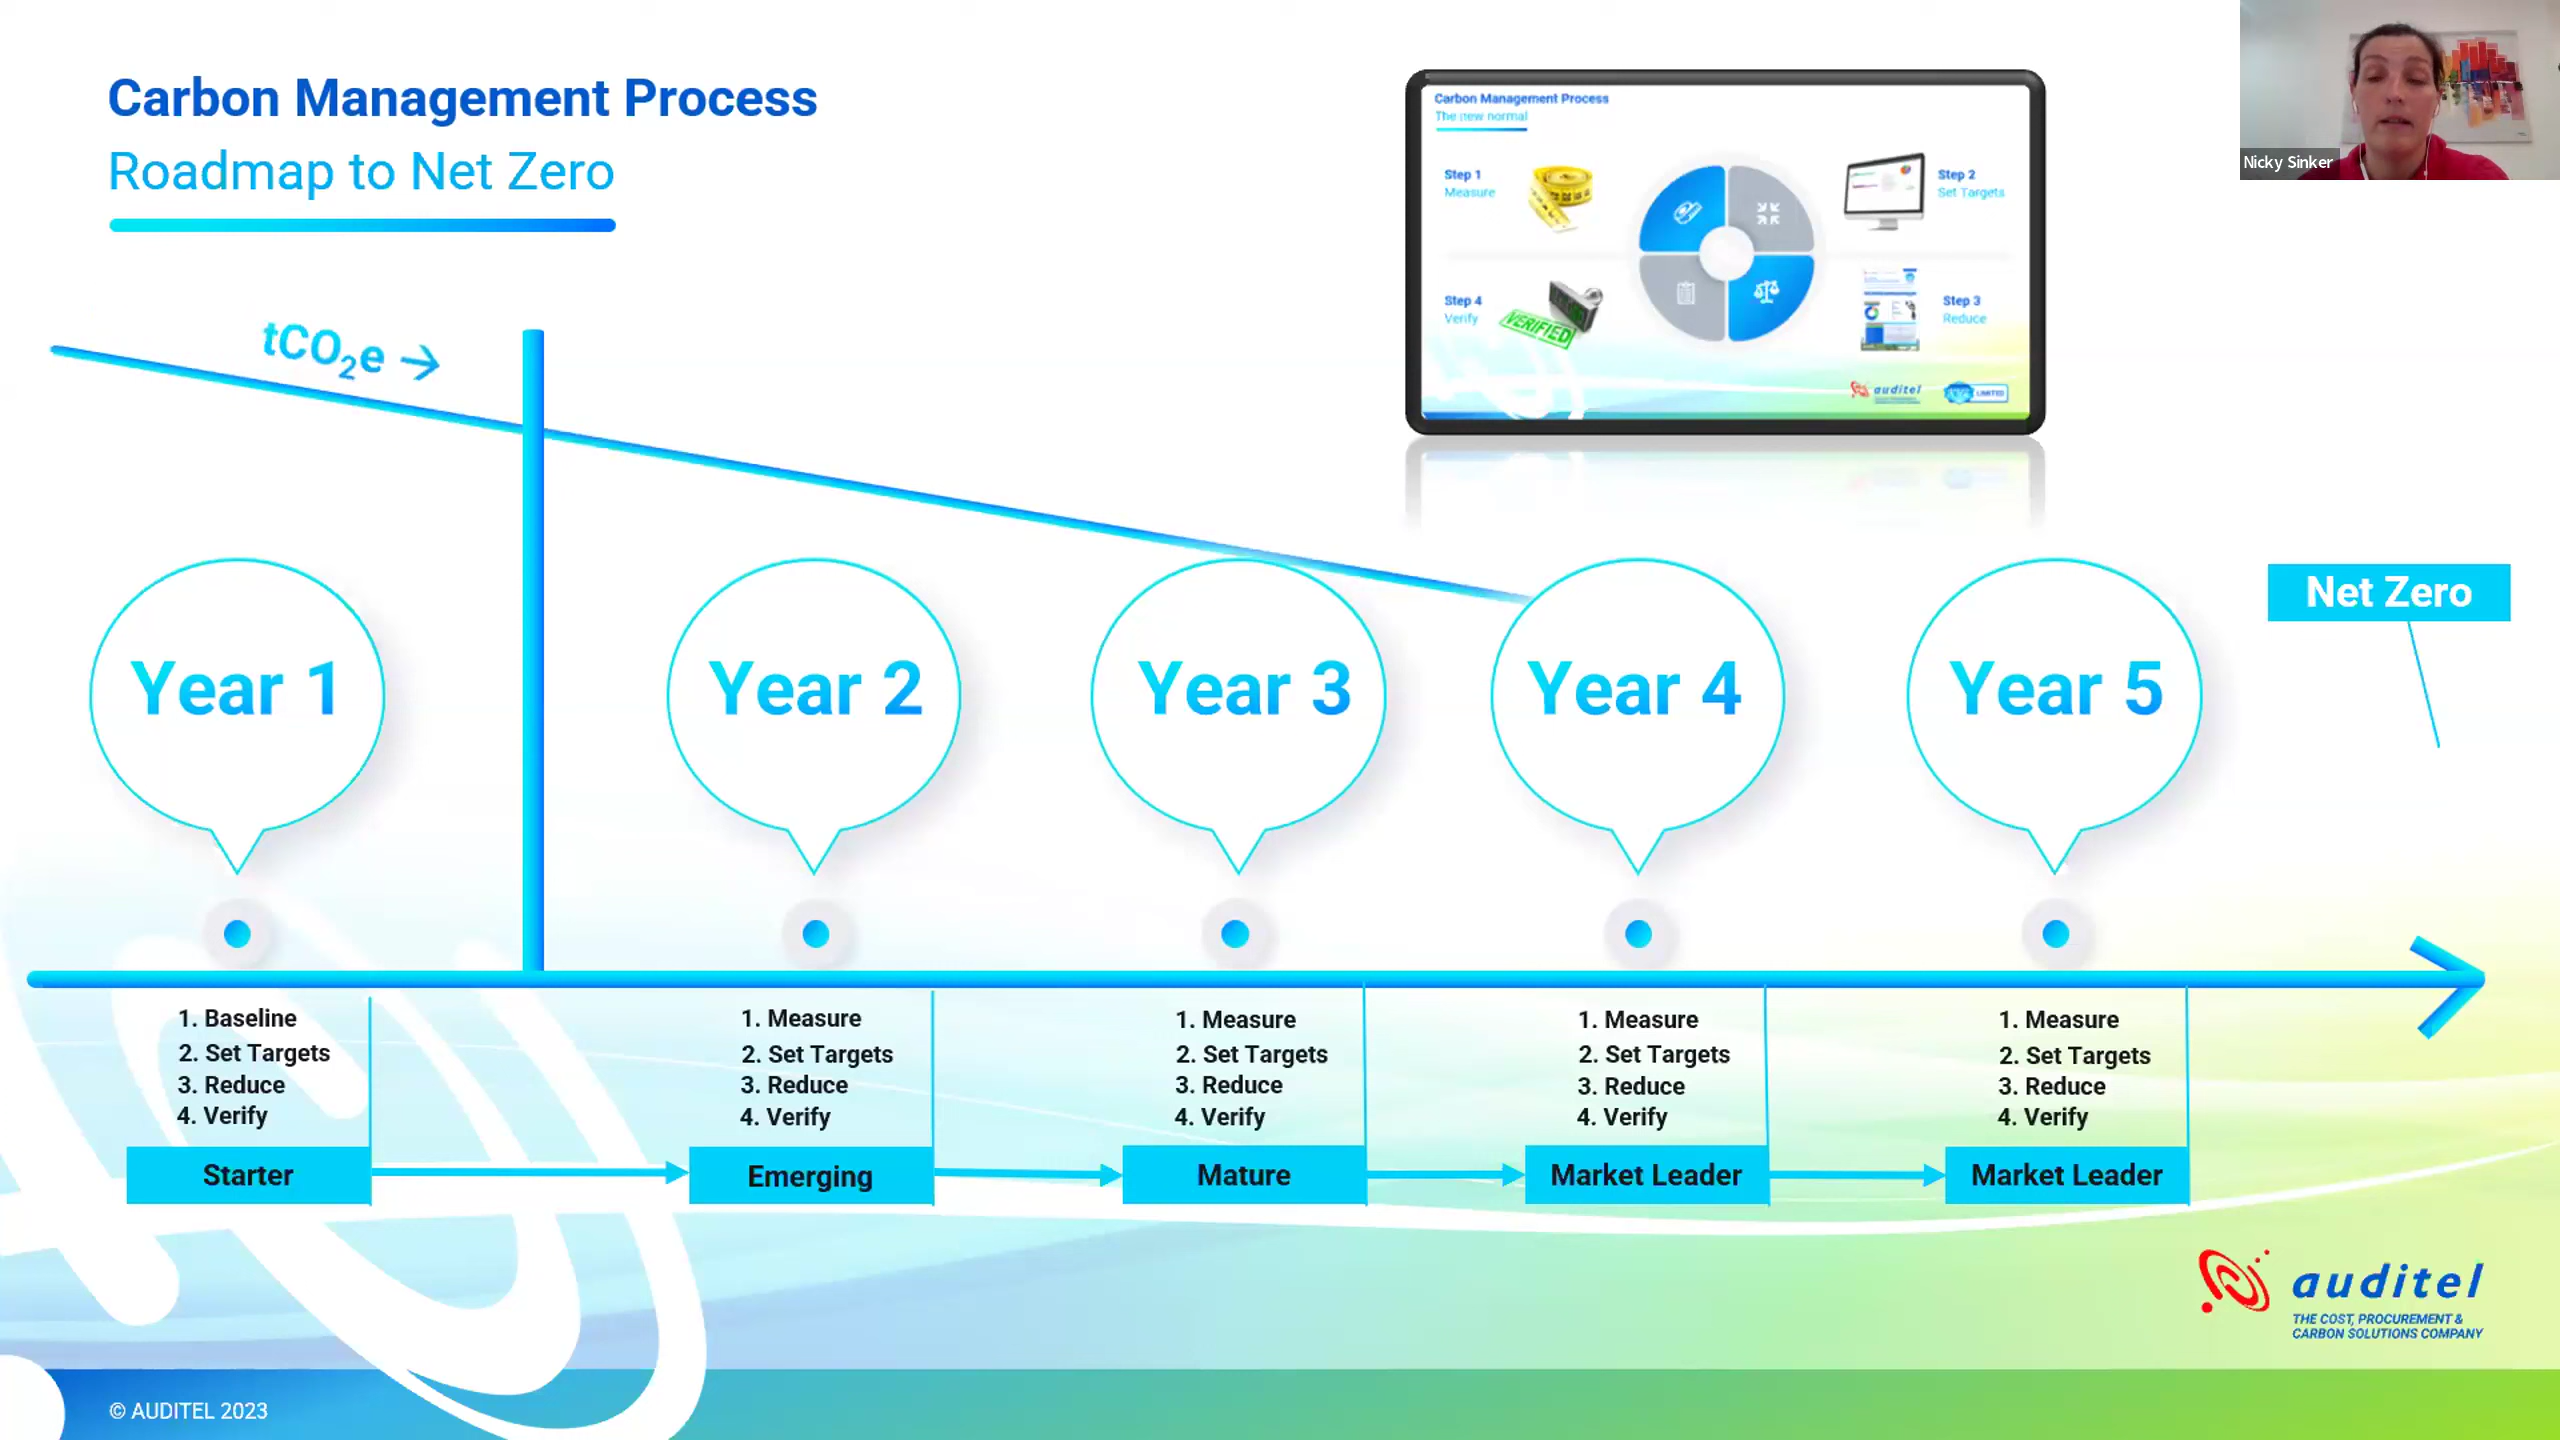 Carbon Management Process
Roadmap to Net Zero
Carbon Management Process
The new normal
Step 1
Measure
Step 2
Set Targets
Step 4
Verify
VERIFIED
Step 3
Reduce
auditel
LIMITED
Nicky Sinker
tCO₂e →
Net Zero
Year 1
Year 2
Year 3
Year 4
Year 5
1. Baseline
2. Set Targets
3. Reduce
4. Verify
Starter
1. Measure
2. Set Targets
3. Reduce
4. Verify
Emerging
1. Measure
2. Set Targets
3. Reduce
4. Verify
Mature
1. Measure
2. Set Targets
3. Reduce
4. Verify
Market Leader
1. Measure
2. Set Targets
3. Reduce
4. Verify
Market Leader
auditel
THE COST, PROCUREMENT &
CARBON SOLUTIONS COMPANY
© AUDITEL 2023